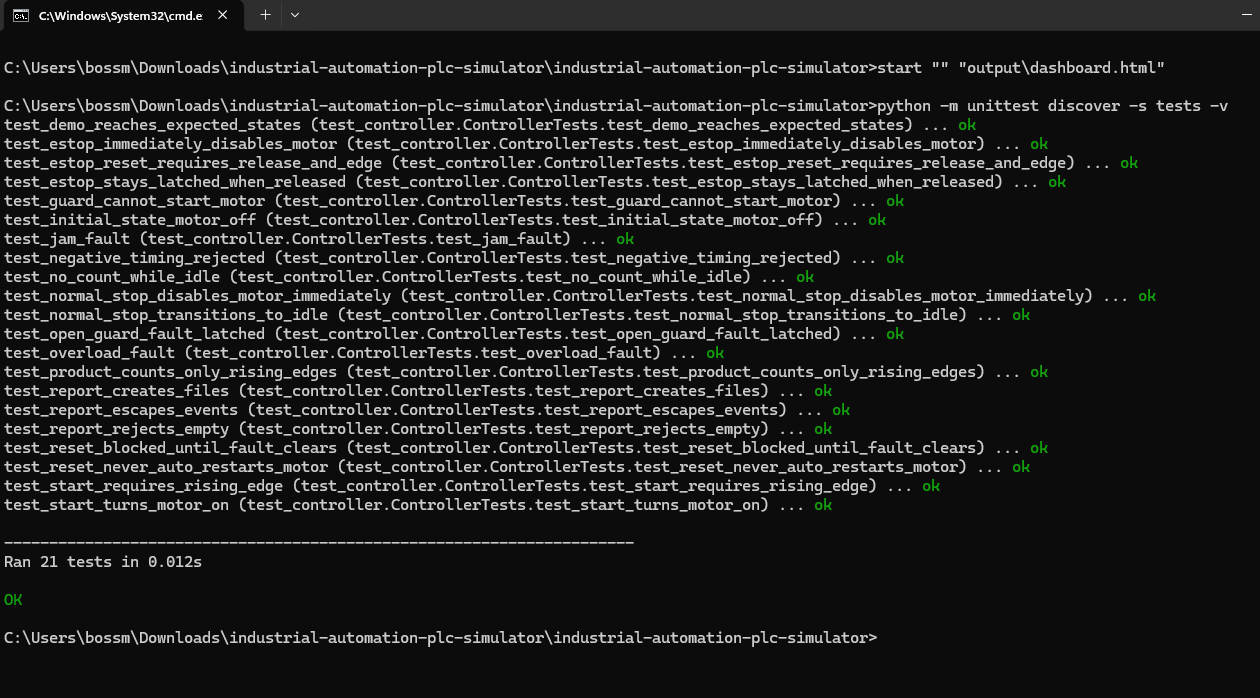 C:\Windows\System32\cmd.e
C:\Users\bossm\Downloads\industrial-automation-plc-simulator\industrial-automation-plc-simulator>start "" "output\dashboard.html"
C:\Users\bossm\Downloads\industrial-automation-plc-simulator\industrial-automation-plc-simulator>python -m unittest discover -s tests -v
test_demo_reaches_expected_states (test_controller.ControllerTests.test_demo_reaches_expected_states) ... ok
test_estop_immediately_disables_motor (test_controller.ControllerTests.test_estop_immediately_disables_motor) ... ok
test_estop_reset_requires_release_and_edge (test_controller.ControllerTests.test_estop_reset_requires_release_and_edge) ... ok
test_estop_stays_latched_when_released (test_controller.ControllerTests.test_estop_stays_latched_when_released) ... ok
test_guard_cannot_start_motor (test_controller.ControllerTests.test_guard_cannot_start_motor) ... ok
test_initial_state_motor_off (test_controller.ControllerTests.test_initial_state_motor_off) ... ok
test_jam_fault (test_controller.ControllerTests.test_jam_fault) ... ok
test_negative_timing_rejected (test_controller.ControllerTests.test_negative_timing_rejected) ... ok
test_no_count_while_idle (test_controller.ControllerTests.test_no_count_while_idle) ... ok
test_normal_stop_disables_motor_immediately (test_controller.ControllerTests.test_normal_stop_disables_motor_immediately) ... ok
test_normal_stop_transitions_to_idle (test_controller.ControllerTests.test_normal_stop_transitions_to_idle) ... ok
test_open_guard_fault_latched (test_controller.ControllerTests.test_open_guard_fault_latched) ... ok
test_overload_fault (test_controller.ControllerTests.test_overload_fault) ... ok
test_product_counts_only_rising_edges (test_controller.ControllerTests.test_product_counts_only_rising_edges) ... ok
test_report_creates_files (test_controller.ControllerTests.test_report_creates_files) ... ok
test_report_escapes_events (test_controller.ControllerTests.test_report_escapes_events) ... ok
test_report_rejects_empty (test_controller.ControllerTests.test_report_rejects_empty) ... ok
test_reset_blocked_until_fault_clears (test_controller.ControllerTests.test_reset_blocked_until_fault_clears) ... ok
test_reset_never_auto_restarts_motor (test_controller.ControllerTests.test_reset_never_auto_restarts_motor) ... ok
test_start_requires_rising_edge (test_controller.ControllerTests.test_start_requires_rising_edge) ... ok
test_start_turns_motor_on (test_controller.ControllerTests.test_start_turns_motor_on) ... ok
----------------------------------------------------------------------
Ran 21 tests in 0.012s
OK
C:\Users\bossm\Downloads\industrial-automation-plc-simulator\industrial-automation-plc-simulator>